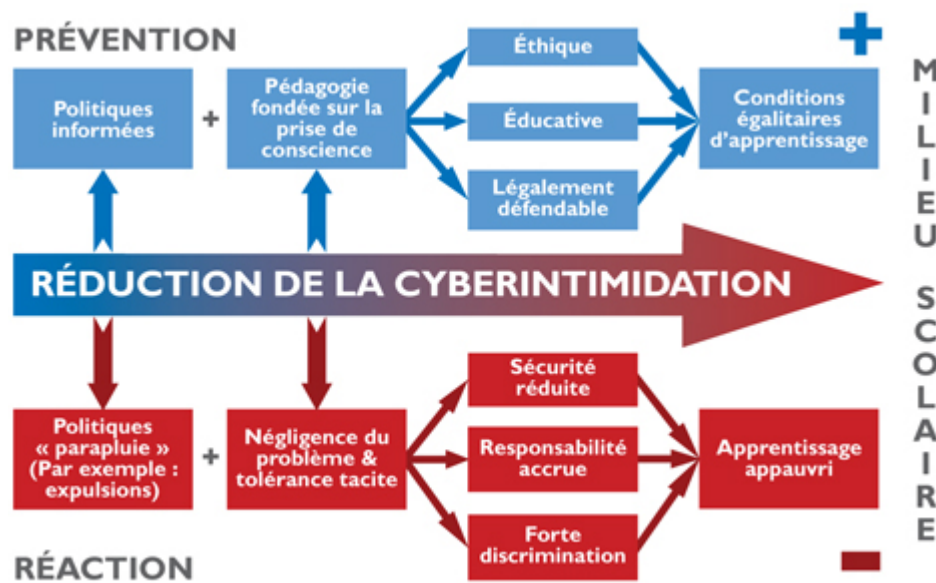 PRÉVENTION
Politiques
informées
+
Pédagogie
fondée sur la
prise de
conscience
Éthique
Éducative
Légalement
défendable
+
Conditions
égalitaires
d'apprentissage
RÉDUCTION DE LA CYBERINTIMIDATION
Politiques
« parapluie »
(Par exemple :
expulsions)
+
Négligence du
problème &
tolérance tacite
Sécurité
réduite
Responsabilité
accrue
Forte
discrimination
Apprentissage
appauvri
–
RÉACTION
MILIEU SCOLAIRE